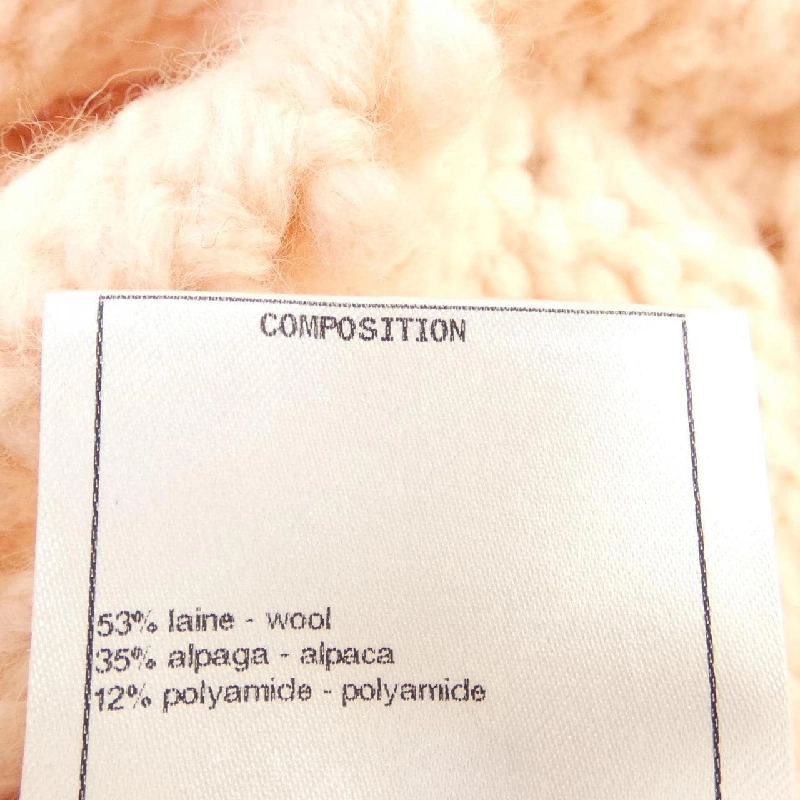 COMPOSITION
53% laine - wool
35% alpaga - alpaca
12% polyamide - polyamide